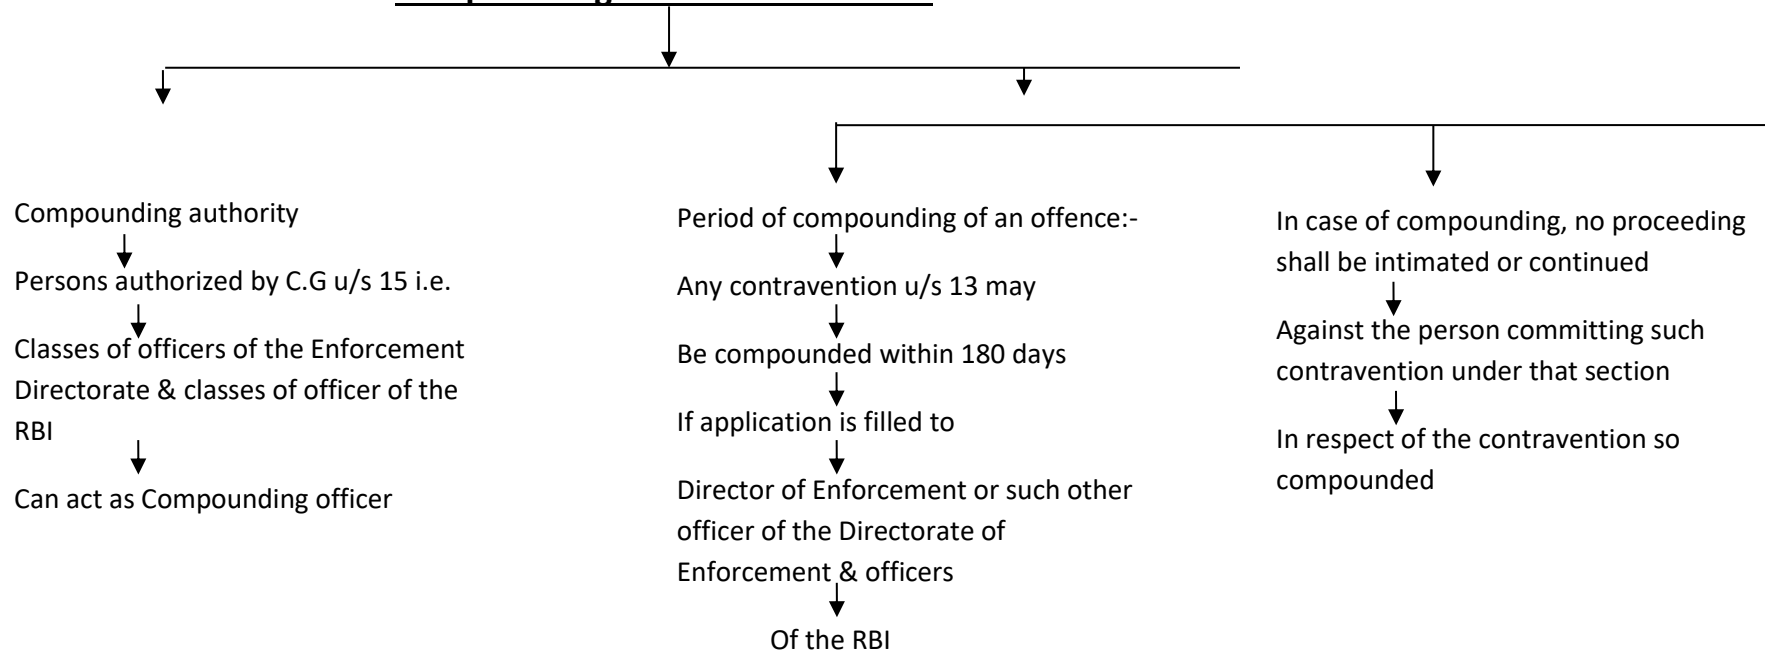 Compounding authority
Persons authorized by C.G u/s 15 i.e.
Classes of officers of the Enforcement
Directorate & classes of officer of the
RBI
Can act as Compounding officer
Period of compounding of an offence:-
Any contravention u/s 13 may
Be compounded within 180 days
If application is filled to
Director of Enforcement or such other
officer of the Directorate of
Enforcement & officers
Of the RBI
In case of compounding, no proceeding
shall be intimated or continued
Against the person committing such
contravention under that section
In respect of the contravention so
compounded